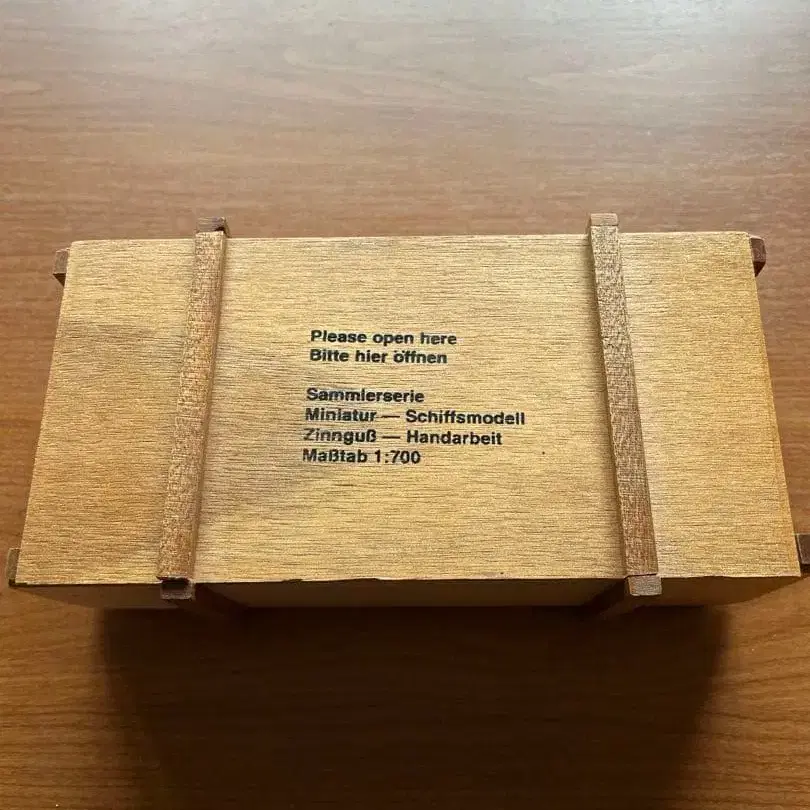 Please open here
Bitte hier öffnen
Sammlerserie
Miniatur — Schiffsmodell
Zinnguß — Handarbeit
Maßtab 1:700